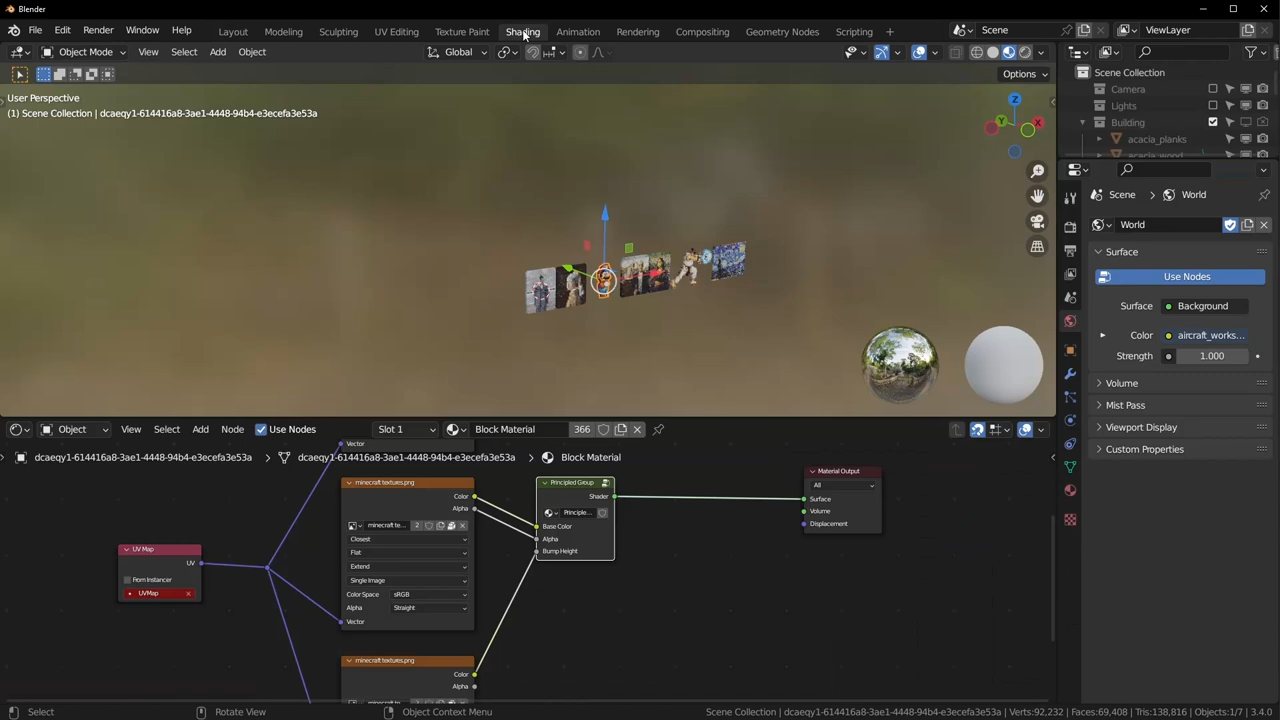 Blender
File Edit Render Window Help Layout Modeling Sculpting UV Editing Texture Paint Shading Animation Rendering Compositing Geometry Nodes Scripting + Scene ViewLayer
Object Mode View Select Add Object Global
Options
User Perspective
(1) Scene Collection | dcaeqy1-614416a8-3ae1-4448-94b4-e3ecefa3e53a
Z
Y
X
Scene Collection
Camera
Lights
Building
acacia_planks
acacia_wood
Scene > World
World
Surface
Use Nodes
Surface Background
Color aircraft_works...
Strength 1.000
Volume
Mist Pass
Viewport Display
Custom Properties
Object View Select Add Node Use Nodes Slot 1 Block Material 366
Vector
dcaeqy1-614416a8-3ae1-4448-94b4-e3ecefa3e53a > dcaeqy1-614416a8-3ae1-4448-94b4-e3ecefa3e53a > Block Material
UV Map
UV
From Instancer
UVMap
minecraft textures.png
Color
Alpha
minecraft te... 2
Closest
Flat
Extend
Single Image
Color Space sRGB
Alpha Straight
Vector
minecraft textures.png
Color
Alpha
Principled Group
Shader
Principle...
Base Color
Alpha
Bump Height
Material Output
All
Surface
Volume
Displacement
Select Rotate View Object Context Menu Scene Collection | dcaeqy1-614416a8-3ae1-4448-94b4-e3ecefa3e53a | Verts:92,232 | Faces:69,408 | Tris:138,816 | Objects:1/7 | 3.4.0